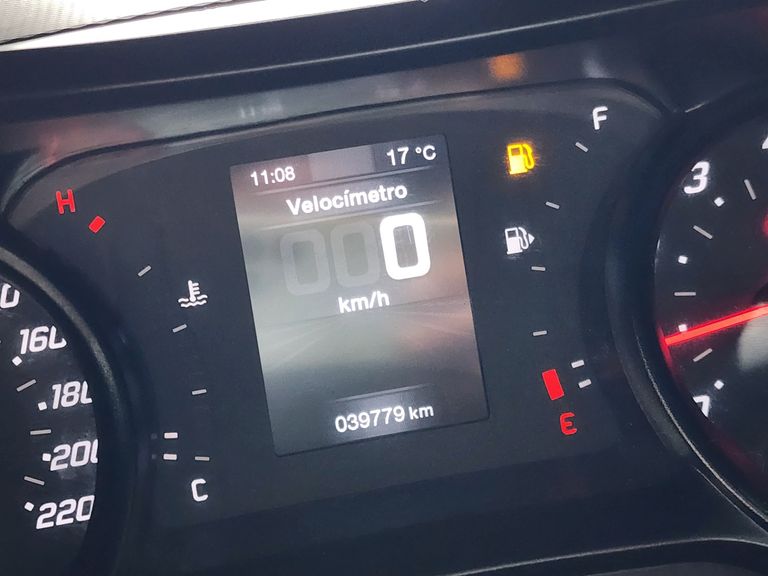 11:08 17 °C
Velocímetro
000
km/h
039779 km
H
C
F
E
160
180
200
220
3